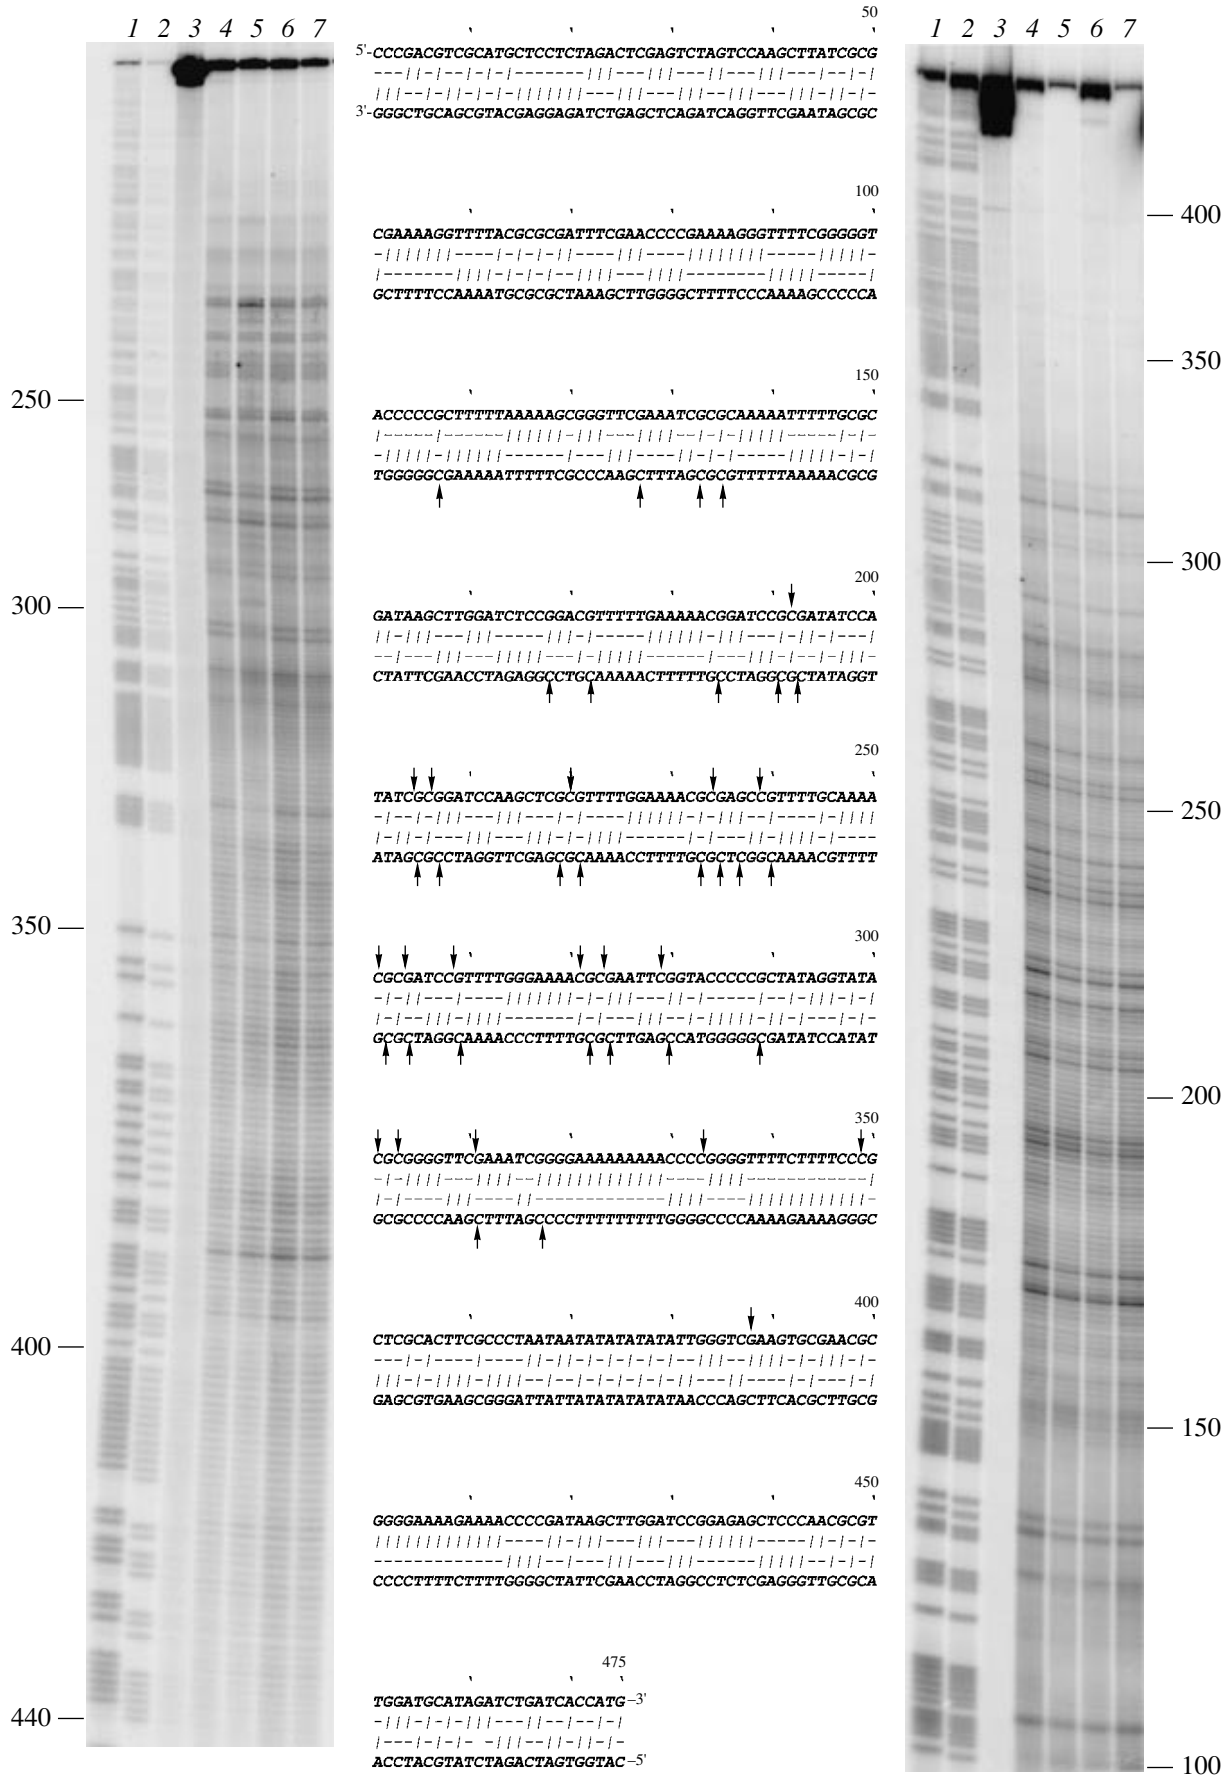 1 2 3 4 5 6 7
250
300
350
400
440
50
5'-CCCGACGTCGCATGCTCCTCTAGACTCGAGTCTAGTCCAAGCTTATCGCG
3'-GGGCTGCAGCGTACGAGGAGATCTGAGCTCAGATCAGGTTCGAATAGCGC
100
CGAAAAGGTTTTACGCGCGATTTCGAACCCCGAAAAGGGTTTTCGGGGGT
GCTTTTCCAAAATGCGCGCTAAAGCTTGGGGCTTTTCCCAAAAGCCCCCA
150
ACCCCCGCTTTTTAAAAAGCGGGTTCGAAATCGCGCAAAAATTTTTGCGC
TGGGGGCGAAAAATTTTTCGCCCAAGCTTTAGCGCGTTTTTAAAAACGCG
200
GATAAGCTTGGATCTCCGGACGTTTTTGAAAAACGGATCCGCGATATCCA
CTATTCGAACCTAGAGGCCTGCAAAAACTTTTTGCCTAGGCGCTATAGGT
250
TATCGCGGATCCAAGCTCGCGTTTTGGAAAACGCGAGCCGTTTTGCAAAA
ATAGCGCCTAGGTTCGAGCGCAAAACCTTTTGCGCTCGGCAAAACGTTTT
300
CGCGATCCGTTTTGGGAAAACGCGAATTCGGTACCCCCGCTATAGGTATA
GCGCTAGGCAAAACCCTTTTGCGCTTGAGCCATGGGGGCGATATCCATAT
350
CGCGGGGTTCGAAATCGGGGAAAAAAAAACCCCGGGGTTTTCTTTTCCCG
GCGCCCCAAGCTTTAGCCCCTTTTTTTTTGGGGCCCCAAAAGAAAAGGGC
400
CTCGCACTTCGCCCTAATAATATATATATATTGGGTCGAAGTGCGAACGC
GAGCGTGAAGCGGGATTATTATATATATATAACCCAGCTTCACGCTTGCG
450
GGGGAAAAGAAAACCCCGATAAGCTTGGATCCGGAGAGCTCCCAACGCGT
CCCCTTTTCTTTTGGGGCTATTCGAACCTAGGCCTCTCGAGGGTTGCGCA
475
TGGATGCATAGATCTGATCACCATG-3'
ACCTACGTATCTAGACTAGTGGTAC-5'
1 2 3 4 5 6 7
400
350
300
250
200
150
100